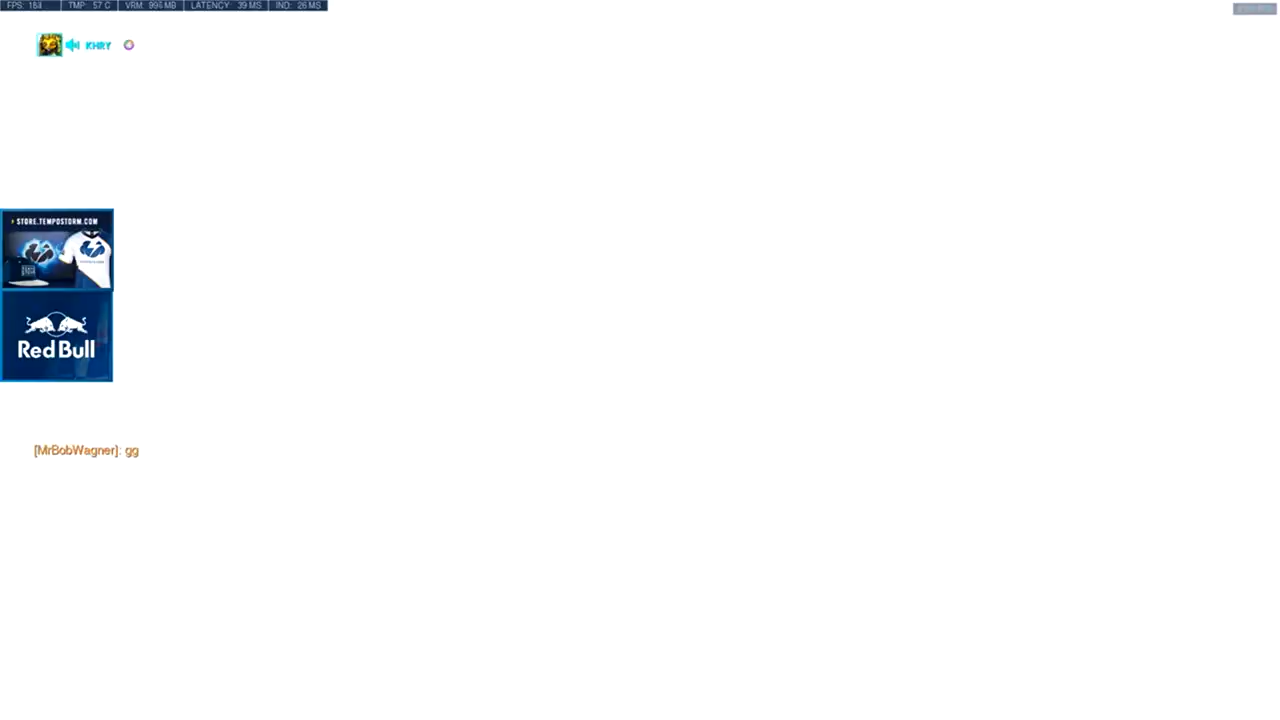 FPS: 184 TMP: 57 C VRM: 995 MB LATENCY: 39 MS IND: 26 MS
KHRY
STORE.TEMPOSTORM.COM
Red Bull
[MrBobWagner]: gg